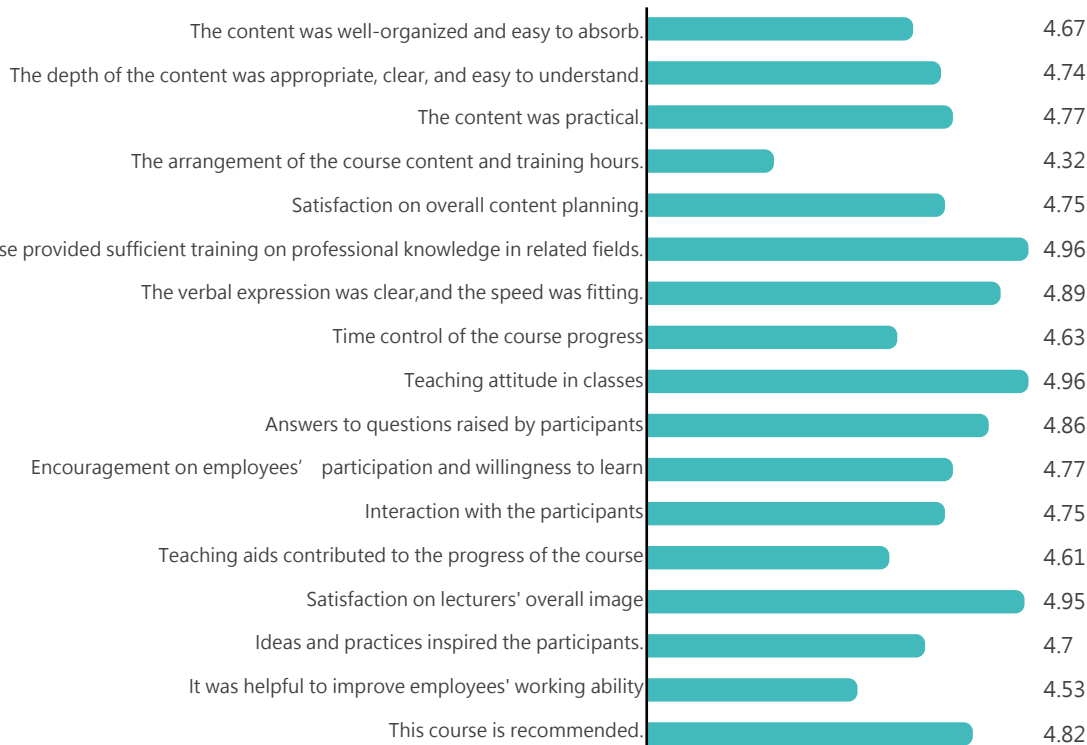 The content was well-organized and easy to absorb. 4.67
The depth of the content was appropriate, clear, and easy to understand. 4.74
The content was practical. 4.77
The arrangement of the course content and training hours. 4.32
Satisfaction on overall content planning. 4.75
se provided sufficient training on professional knowledge in related fields. 4.96
The verbal expression was clear,and the speed was fitting. 4.89
Time control of the course progress 4.63
Teaching attitude in classes 4.96
Answers to questions raised by participants 4.86
Encouragement on employees’ participation and willingness to learn 4.77
Interaction with the participants 4.75
Teaching aids contributed to the progress of the course 4.61
Satisfaction on lecturers' overall image 4.95
Ideas and practices inspired the participants. 4.7
It was helpful to improve employees' working ability 4.53
This course is recommended. 4.82